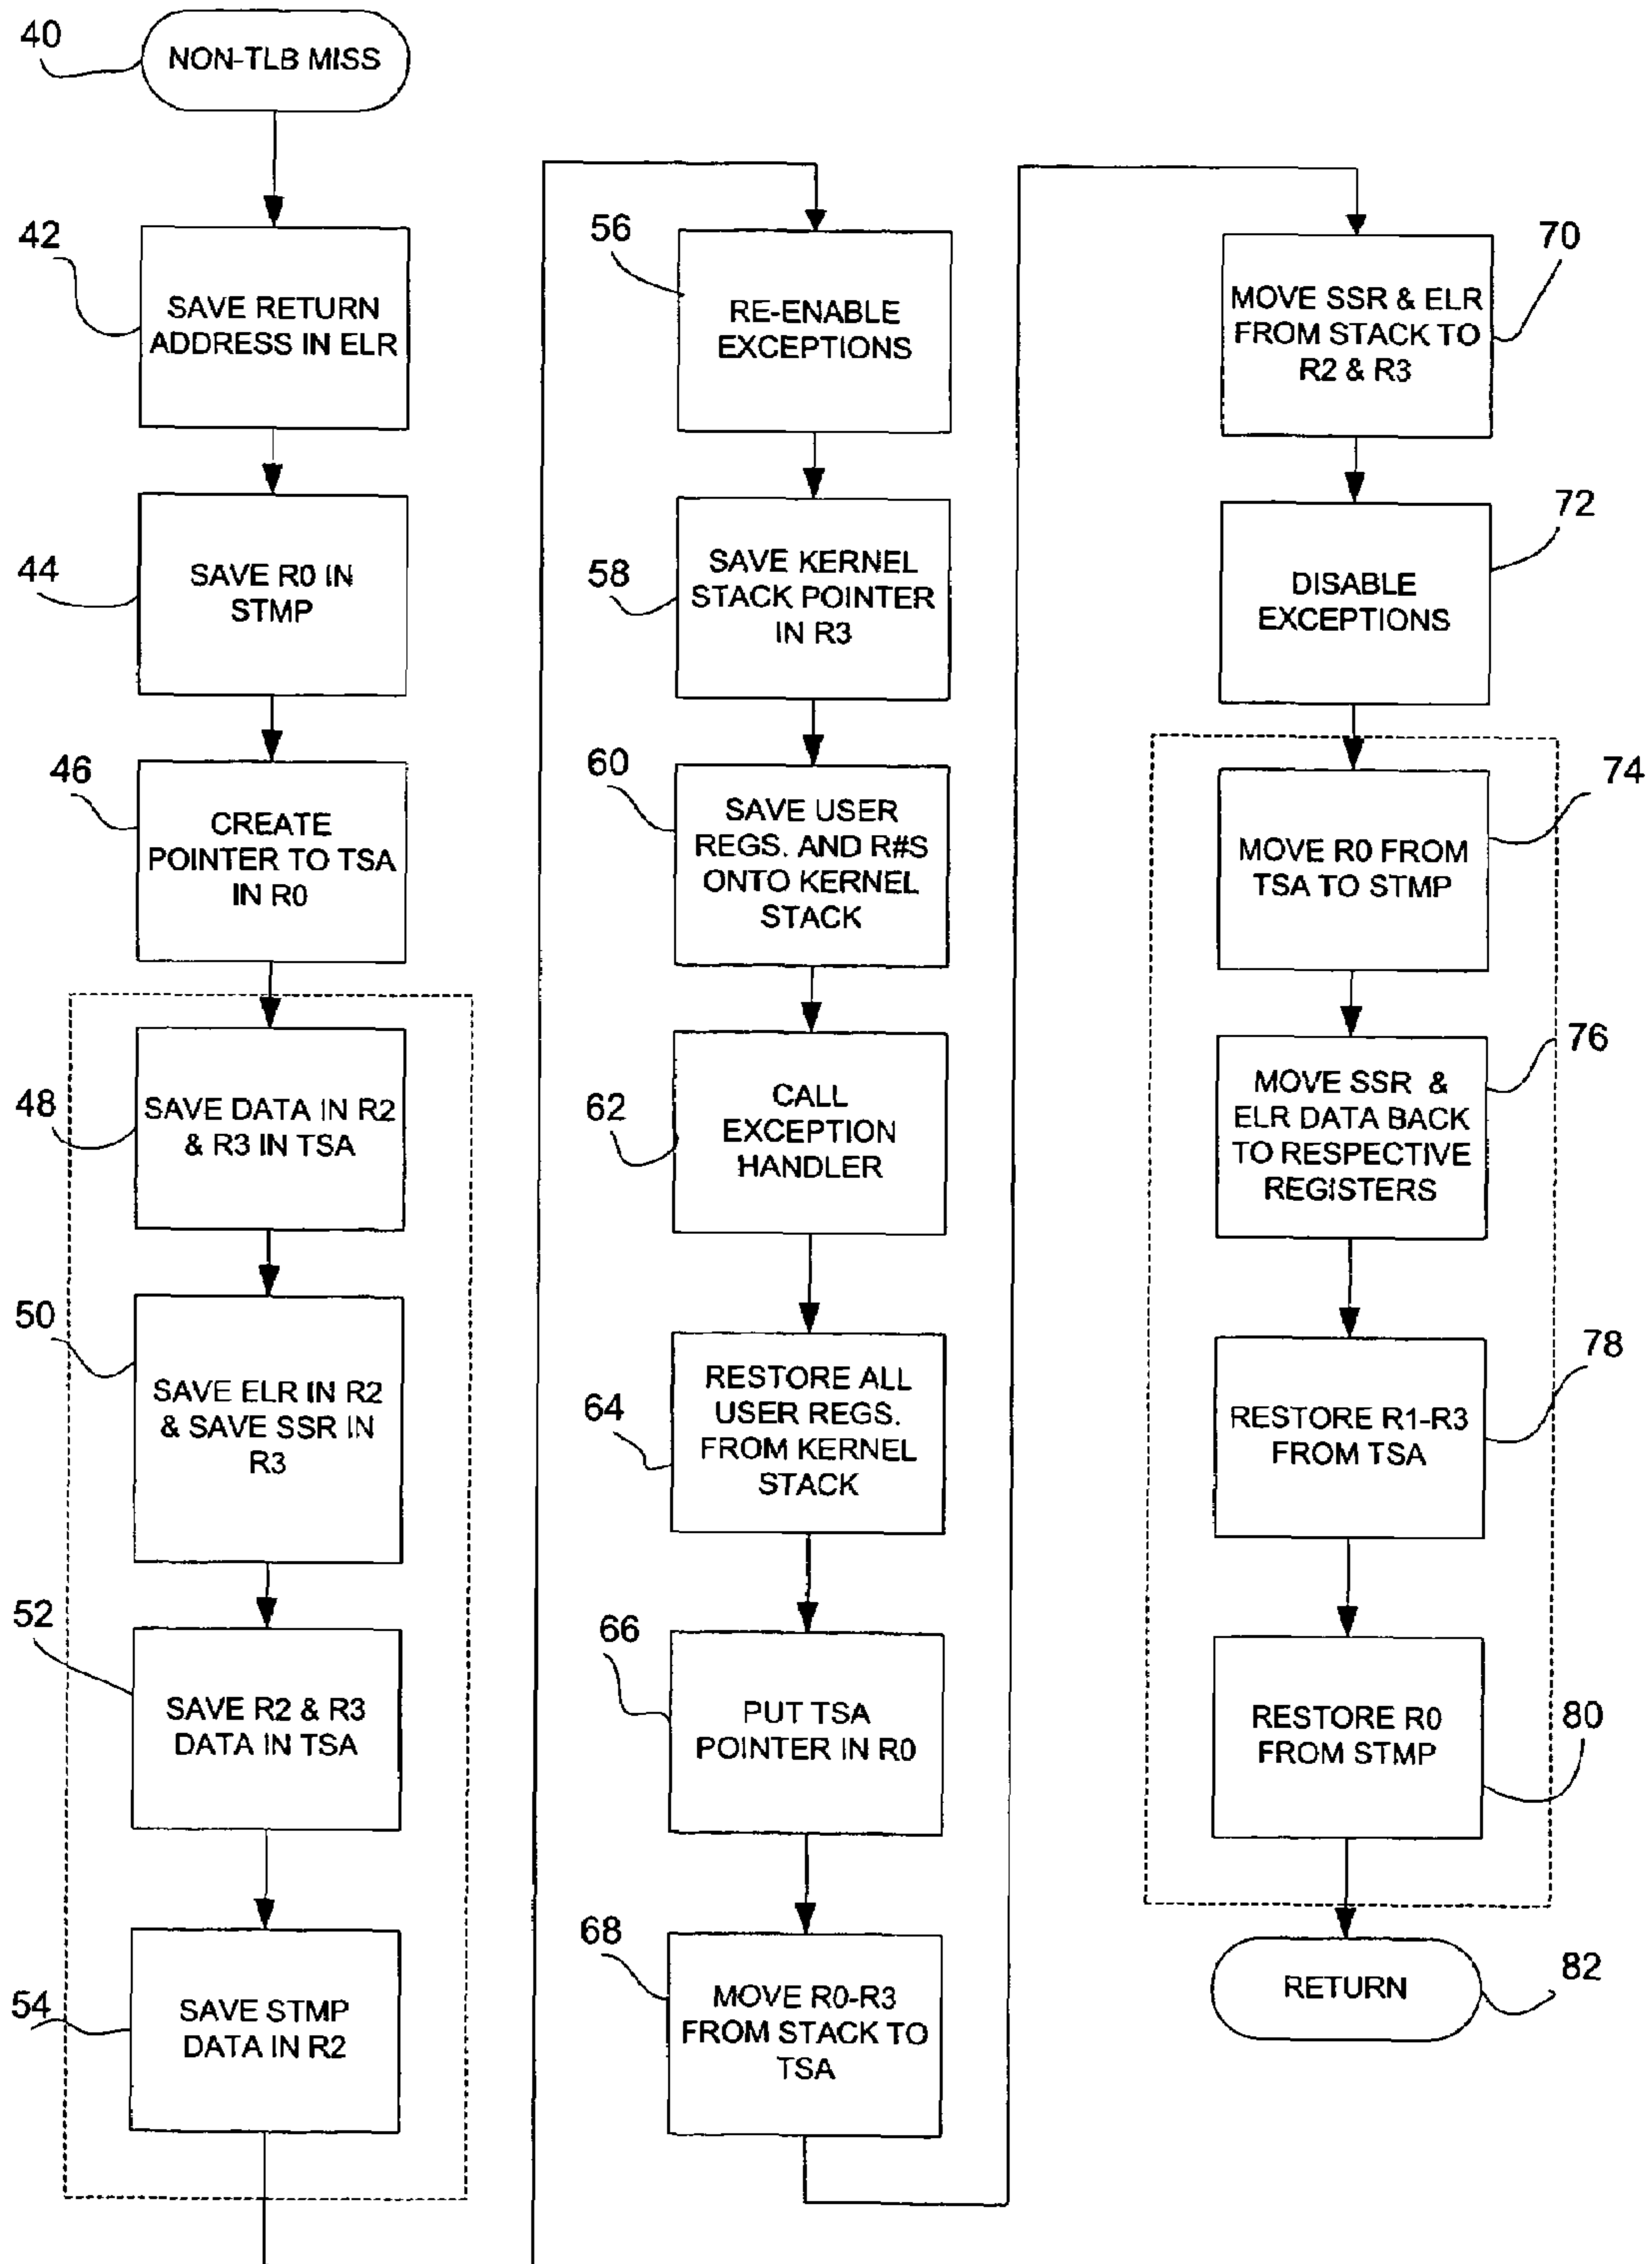 40
NON-TLB MISS
42
SAVE RETURN
ADDRESS IN ELR
44
SAVE R0 IN
STMP
46
CREATE
POINTER TO TSA
IN R0
48
SAVE DATA IN R2
& R3 IN TSA
50
SAVE ELR IN R2
& SAVE SSR IN
R3
52
SAVE R2 & R3
DATA IN TSA
54
SAVE STMP
DATA IN R2
56
RE-ENABLE
EXCEPTIONS
58
SAVE KERNEL
STACK POINTER
IN R3
60
SAVE USER
REGS. AND R#S
ONTO KERNEL
STACK
62
CALL
EXCEPTION
HANDLER
64
RESTORE ALL
USER REGS.
FROM KERNEL
STACK
66
PUT TSA
POINTER IN R0
68
MOVE R0-R3
FROM STACK TO
TSA
70
MOVE SSR & ELR
FROM STACK TO
R2 & R3
72
DISABLE
EXCEPTIONS
74
MOVE R0 FROM
TSA TO STMP
76
MOVE SSR &
ELR DATA BACK
TO RESPECTIVE
REGISTERS
78
RESTORE R1-R3
FROM TSA
80
RESTORE R0
FROM STMP
82
RETURN